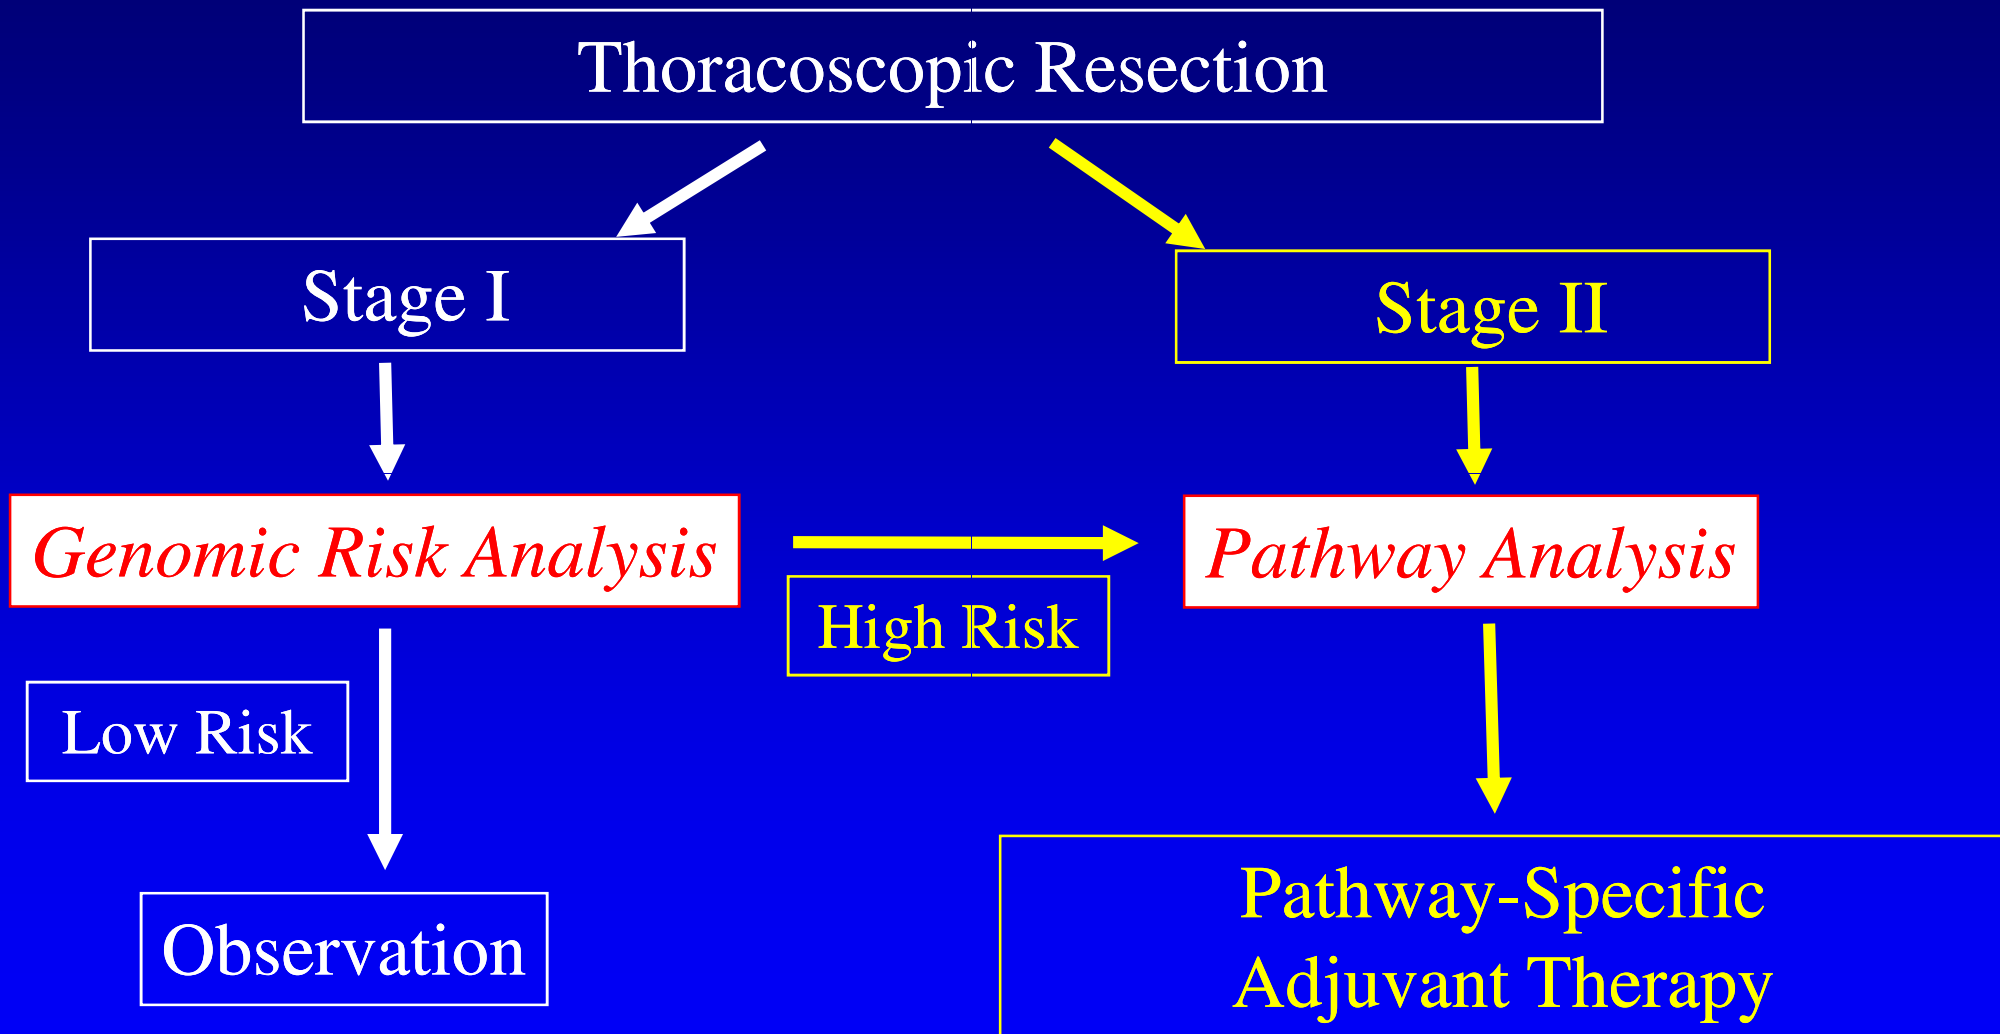 Thoracoscopic Resection
Stage I
Stage II
Genomic Risk Analysis
Pathway Analysis
High Risk
Low Risk
Pathway-Specific
Adjuvant Therapy
Observation